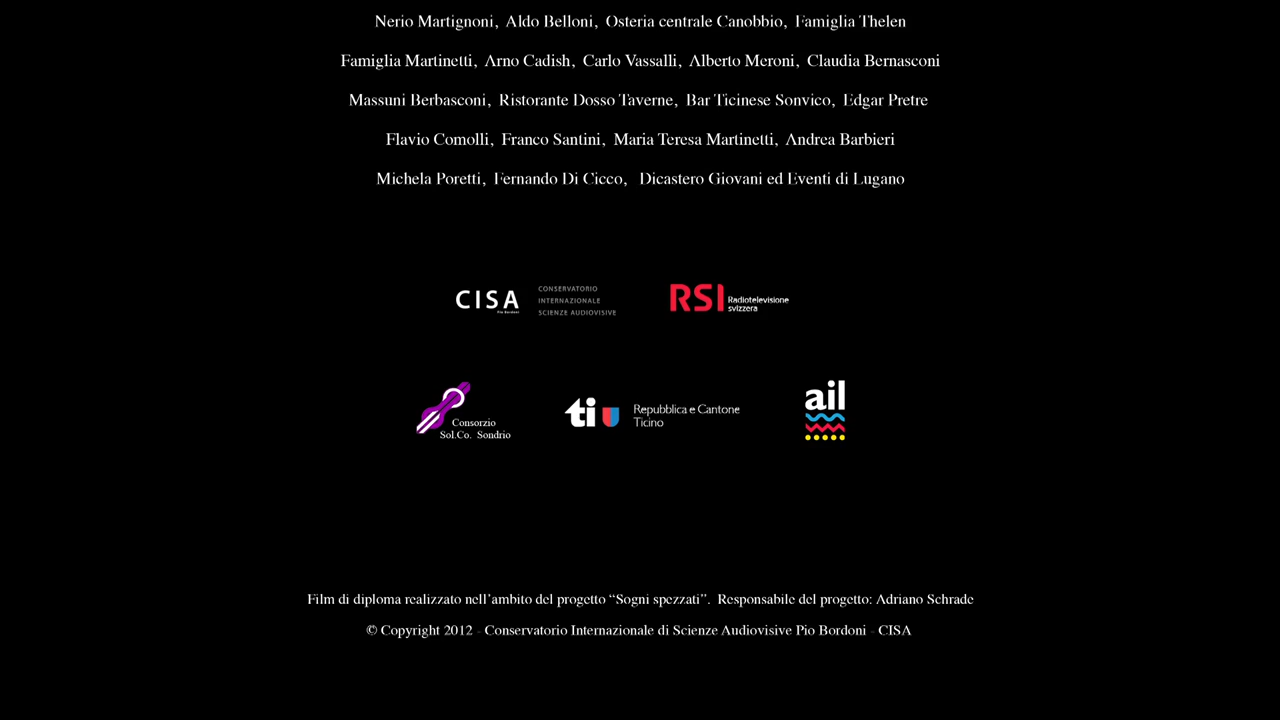 Nerio Martignoni, Aldo Belloni, Osteria centrale Canobbio, Famiglia Thelen
Famiglia Martinetti, Arno Cadish, Carlo Vassalli, Alberto Meroni, Claudia Bernasconi
Massuni Berbasconi, Ristorante Dosso Taverne, Bar Ticinese Sonvico, Edgar Pretre
Flavio Comolli, Franco Santini, Maria Teresa Martinetti, Andrea Barbieri
Michela Poretti, Fernando Di Cicco, Dicastero Giovani ed Eventi di Lugano
CISA
Pio Bordoni
CONSERVATORIO
INTERNAZIONALE
SCIENZE AUDIOVISIVE
RSI
Radiotelevisione
svizzera
Consorzio
Sol.Co. Sondrio
ti
Repubblica e Cantone
Ticino
ail
Film di diploma realizzato nell'ambito del progetto “Sogni spezzati”. Responsabile del progetto: Adriano Schrade
© Copyright 2012 - Conservatorio Internazionale di Scienze Audiovisive Pio Bordoni - CISA